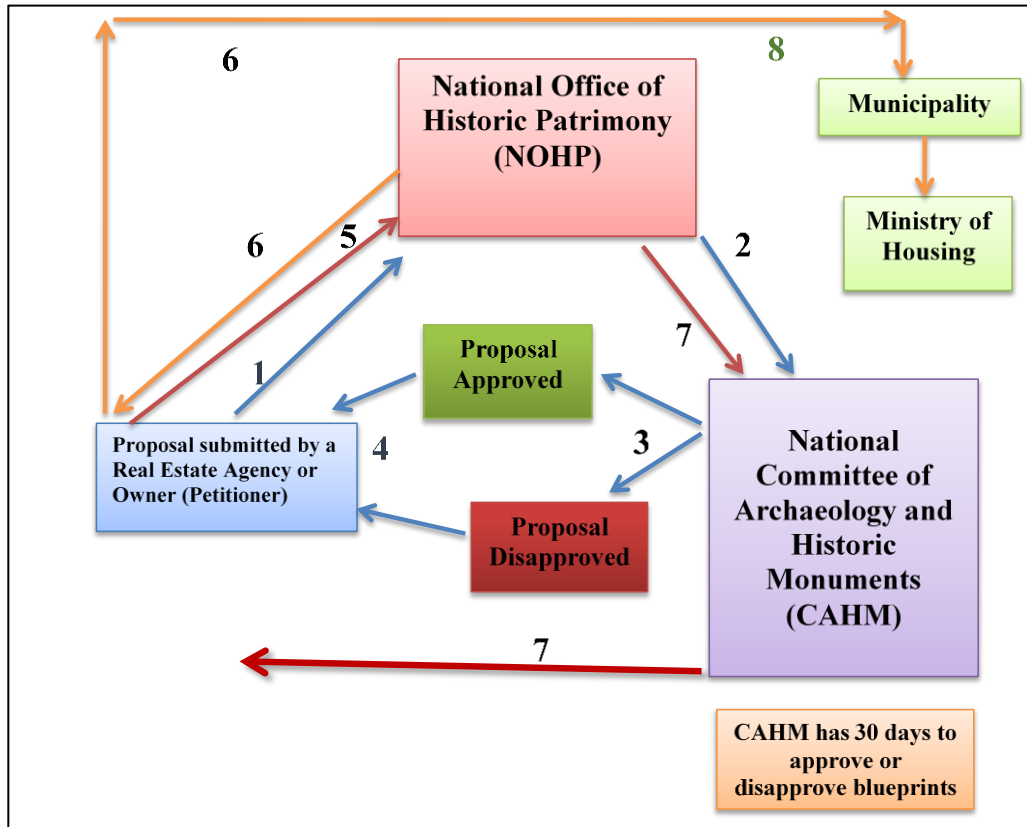 6
8
National Office of
Historic Patrimony
(NOHP)
Municipality
Ministry of
Housing
6
5
2
7
1
Proposal
Approved
Proposal submitted by a
Real Estate Agency or
Owner (Petitioner)
4
3
Proposal
Disapproved
National
Committee of
Archaeology and
Historic
Monuments
(CAHM)
7
CAHM has 30 days to
approve or
disapprove blueprints